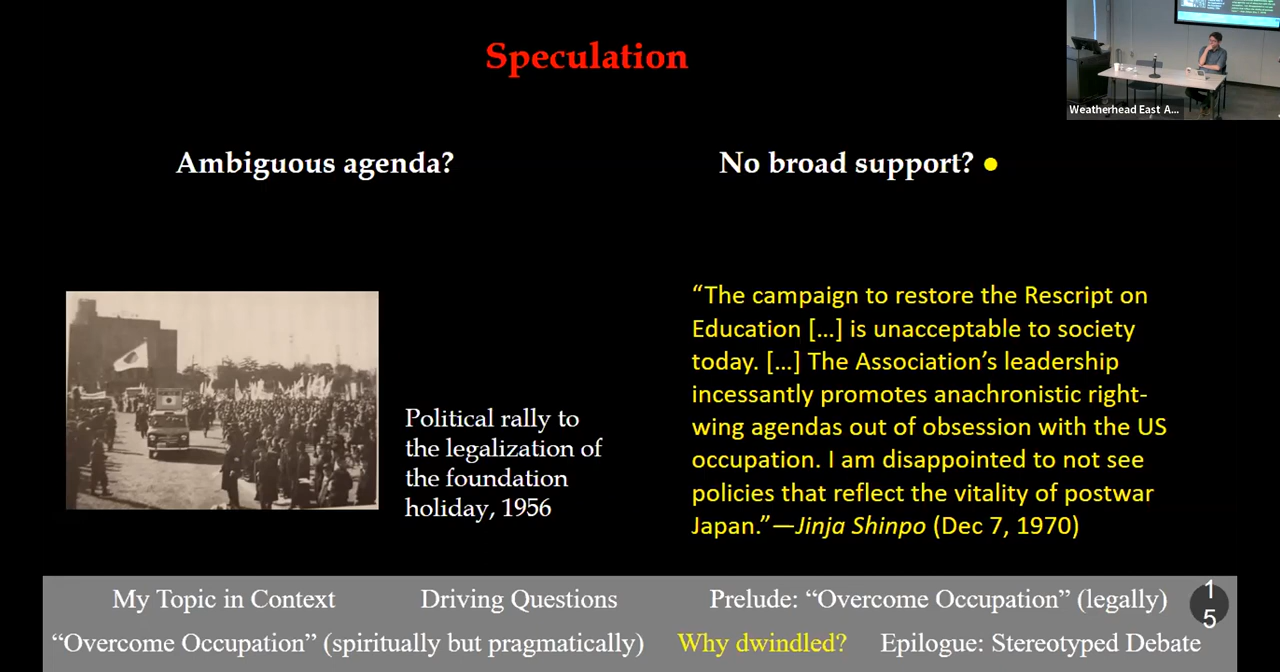 Speculation
Weatherhead East A...
Ambiguous agenda?
No broad support?
Political rally to
the legalization of
the foundation
holiday, 1956
“The campaign to restore the Rescript on
Education […] is unacceptable to society
today. […] The Association’s leadership
incessantly promotes anachronistic right-
wing agendas out of obsession with the US
occupation. I am disappointed to not see
policies that reflect the vitality of postwar
Japan.”—Jinja Shinpo (Dec 7, 1970)
My Topic in Context
Driving Questions
Prelude: “Overcome Occupation” (legally)
1
5
“Overcome Occupation” (spiritually but pragmatically)
Why dwindled?
Epilogue: Stereotyped Debate